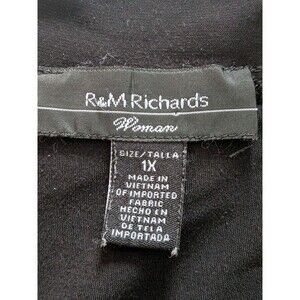 R&M Richards
Woman
SIZE/TALLA
1X
MADE IN
VIETNAM
OF IMPORTED
FABRIC
HECHO EN
VIETNAM
DE TELA
IMPORTADA